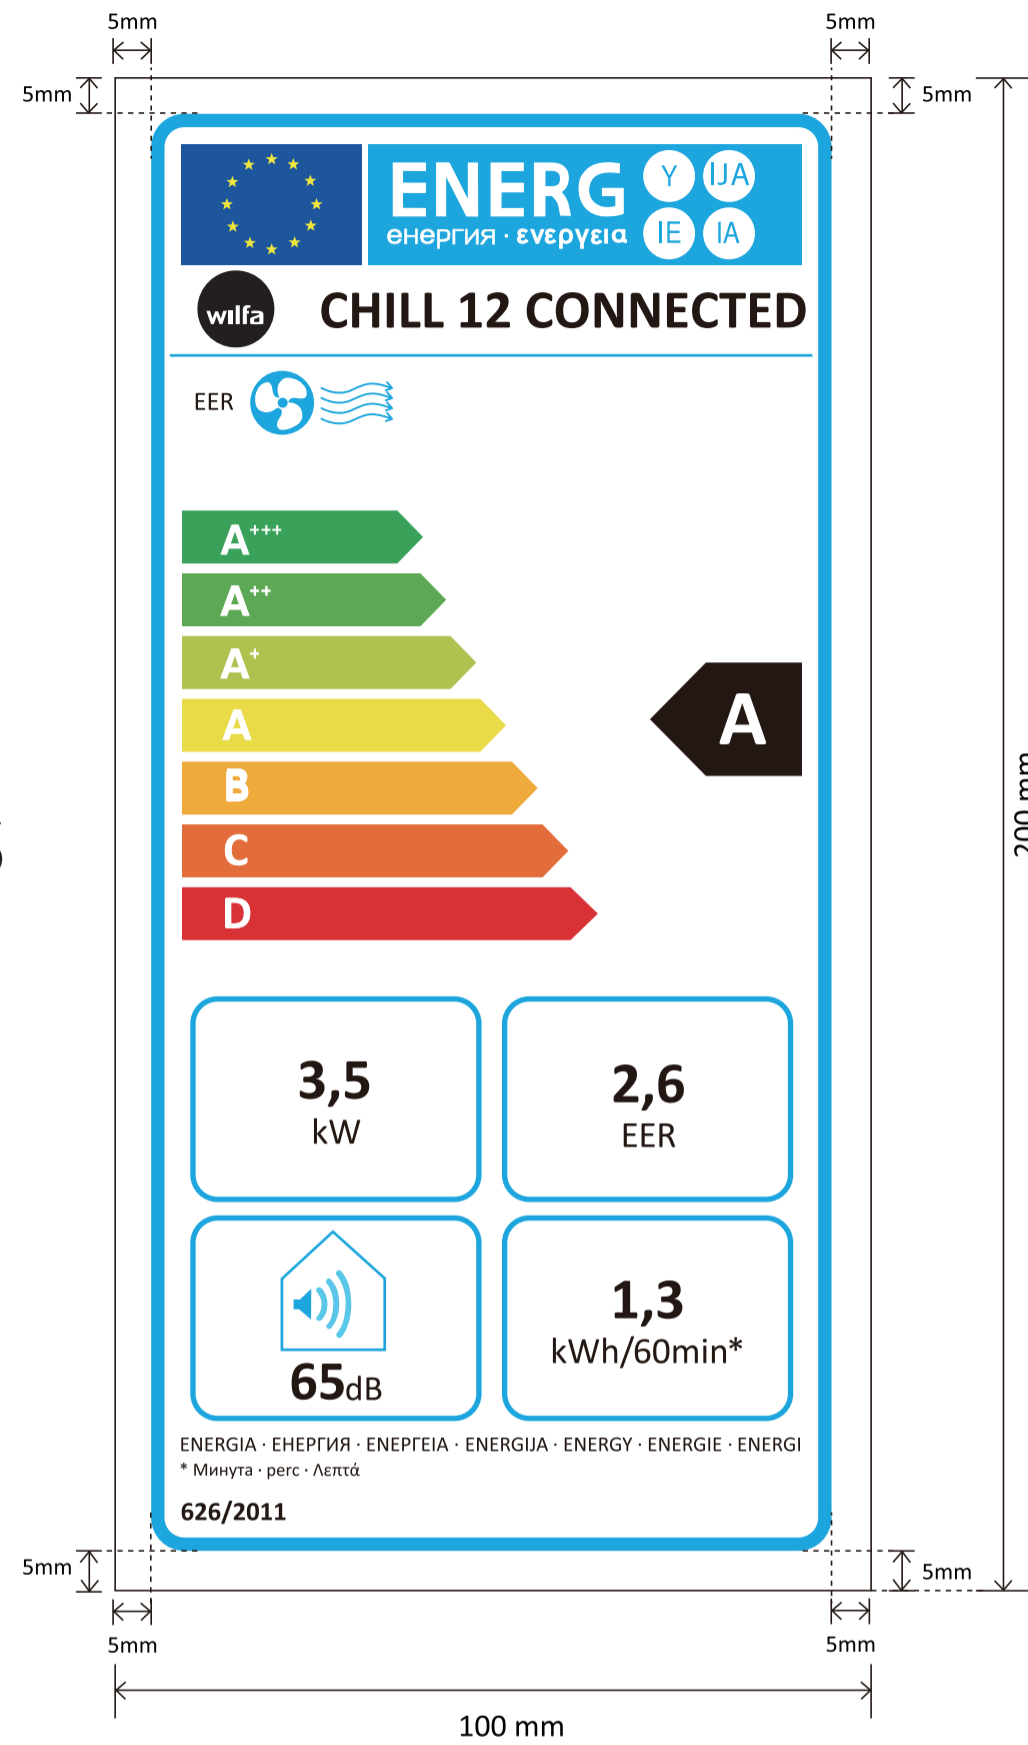 5mm 5mm
5mm 5mm
ENERG Y IJA
енергия · ενεργεια IE IA
wilfa CHILL 12 CONNECTED
EER
A+++
A++
A+
A
A
B
C
D
200 mm
3,5
kW
2,6
EER
65dB
1,3
kWh/60min*
ENERGIA · ЕНЕРГИЯ · ΕΝΕΡΓΕΙΑ · ENERGIJA · ENERGY · ENERGIE · ENERGI
* Минута · perc · Λεπτά
626/2011
5mm 5mm
5mm 5mm
100 mm